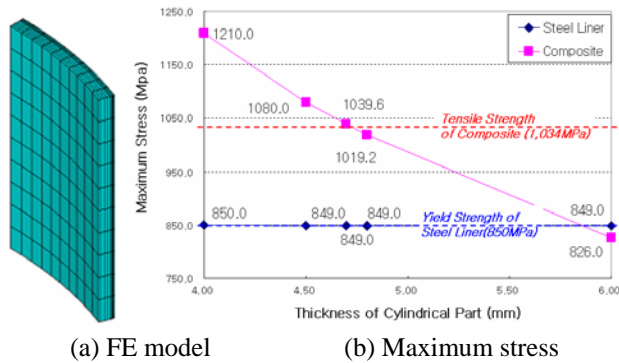 1250.0
1150.0
1050.0
950.0
850.0
750.0
Maximum Stress (Mpa)
Steel Liner
Composite
1210.0
1080.0
1039.6
1019.2
Tensile Strength
of Composite (1,034MPa)
850.0
849.0
849.0
849.0
Yield Strength of
Steel Liner(850MPa)
849.0
826.0
4.00
4.50
5.00
5.50
6.00
Thickness of Cylindrical Part (mm)
(a) FE model
(b) Maximum stress